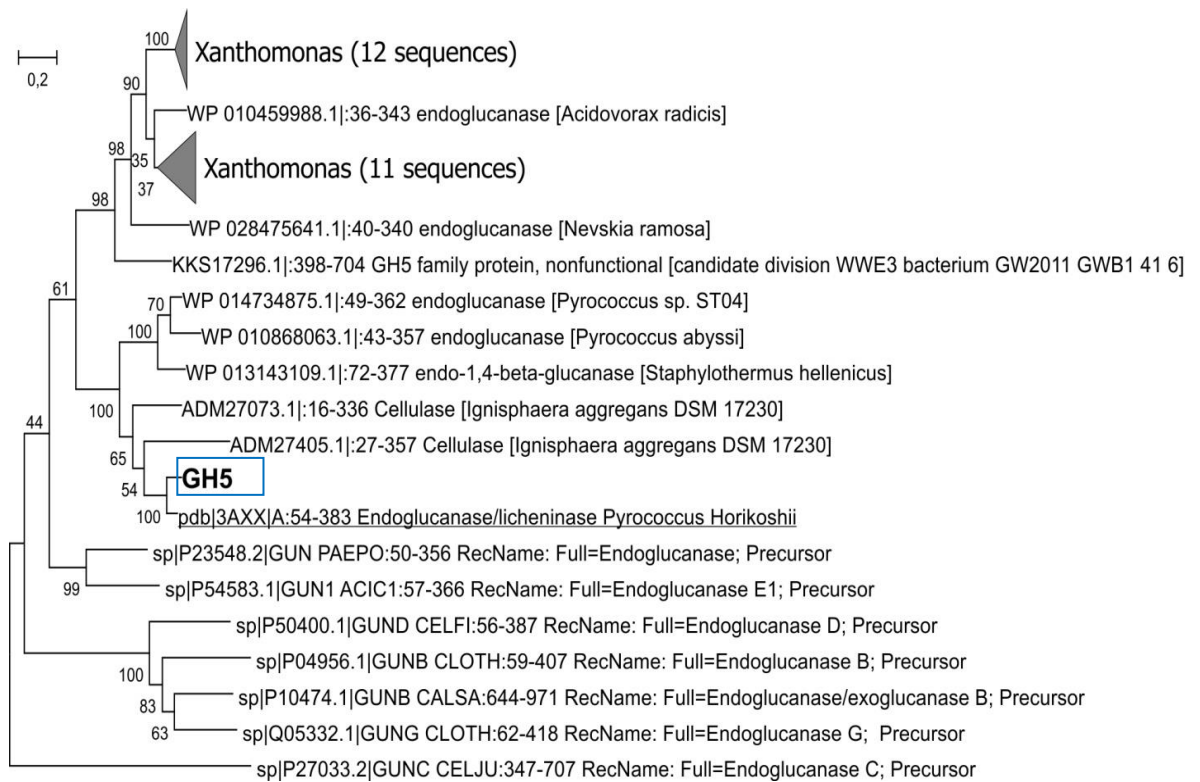 100
Xanthomonas (12 sequences)
0,2
90
WP 010459988.1|:36-343 endoglucanase [Acidovorax radicis]
98
35
Xanthomonas (11 sequences)
37
98
WP 028475641.1|:40-340 endoglucanase [Nevskia ramosa]
KKS17296.1|:398-704 GH5 family protein, nonfunctional [candidate division WWE3 bacterium GW2011 GWB1 41 6]
61
70
WP 014734875.1|:49-362 endoglucanase [Pyrococcus sp. ST04]
100
WP 010868063.1|:43-357 endoglucanase [Pyrococcus abyssi]
WP 013143109.1|:72-377 endo-1,4-beta-glucanase [Staphylothermus hellenicus]
100
ADM27073.1|:16-336 Cellulase [Ignisphaera aggregans DSM 17230]
44
ADM27405.1|:27-357 Cellulase [Ignisphaera aggregans DSM 17230]
65
GH5
54
100
pdb|3AXX|A:54-383 Endoglucanase/licheninase Pyrococcus Horikoshii
sp|P23548.2|GUN PAEPO:50-356 RecName: Full=Endoglucanase; Precursor
99
sp|P54583.1|GUN1 ACIC1:57-366 RecName: Full=Endoglucanase E1; Precursor
sp|P50400.1|GUND CELFI:56-387 RecName: Full=Endoglucanase D; Precursor
100
sp|P04956.1|GUNB CLOTH:59-407 RecName: Full=Endoglucanase B; Precursor
83
sp|P10474.1|GUNB CALSA:644-971 RecName: Full=Endoglucanase/exoglucanase B; Precursor
63
sp|Q05332.1|GUNG CLOTH:62-418 RecName: Full=Endoglucanase G; Precursor
sp|P27033.2|GUNC CELJU:347-707 RecName: Full=Endoglucanase C; Precursor